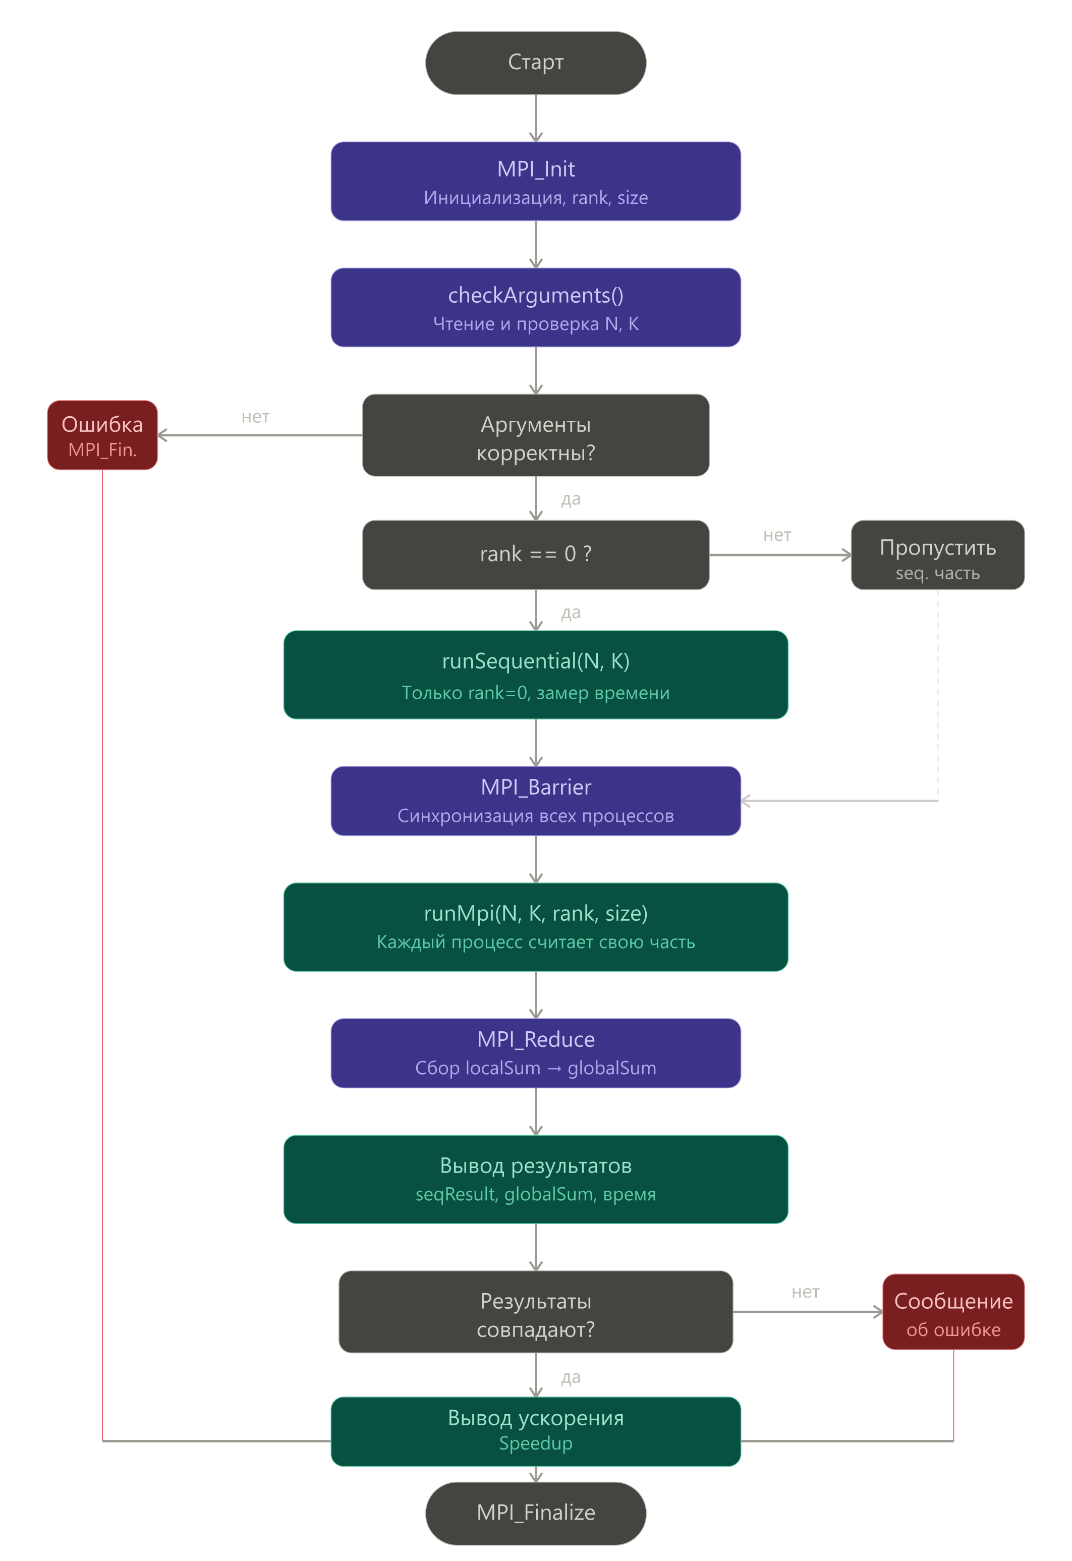 Старт
MPI_Init
Инициализация, rank, size
checkArguments()
Чтение и проверка N, K
Аргументы
корректны?
нет
Ошибка
MPI_Fin.
да
rank == 0 ?
нет
Пропустить
seq. часть
да
runSequential(N, K)
Только rank=0, замер времени
MPI_Barrier
Синхронизация всех процессов
runMpi(N, K, rank, size)
Каждый процесс считает свою часть
MPI_Reduce
Сбор localSum → globalSum
Вывод результатов
seqResult, globalSum, время
Результаты
совпадают?
нет
Сообщение
об ошибке
да
Вывод ускорения
Speedup
MPI_Finalize